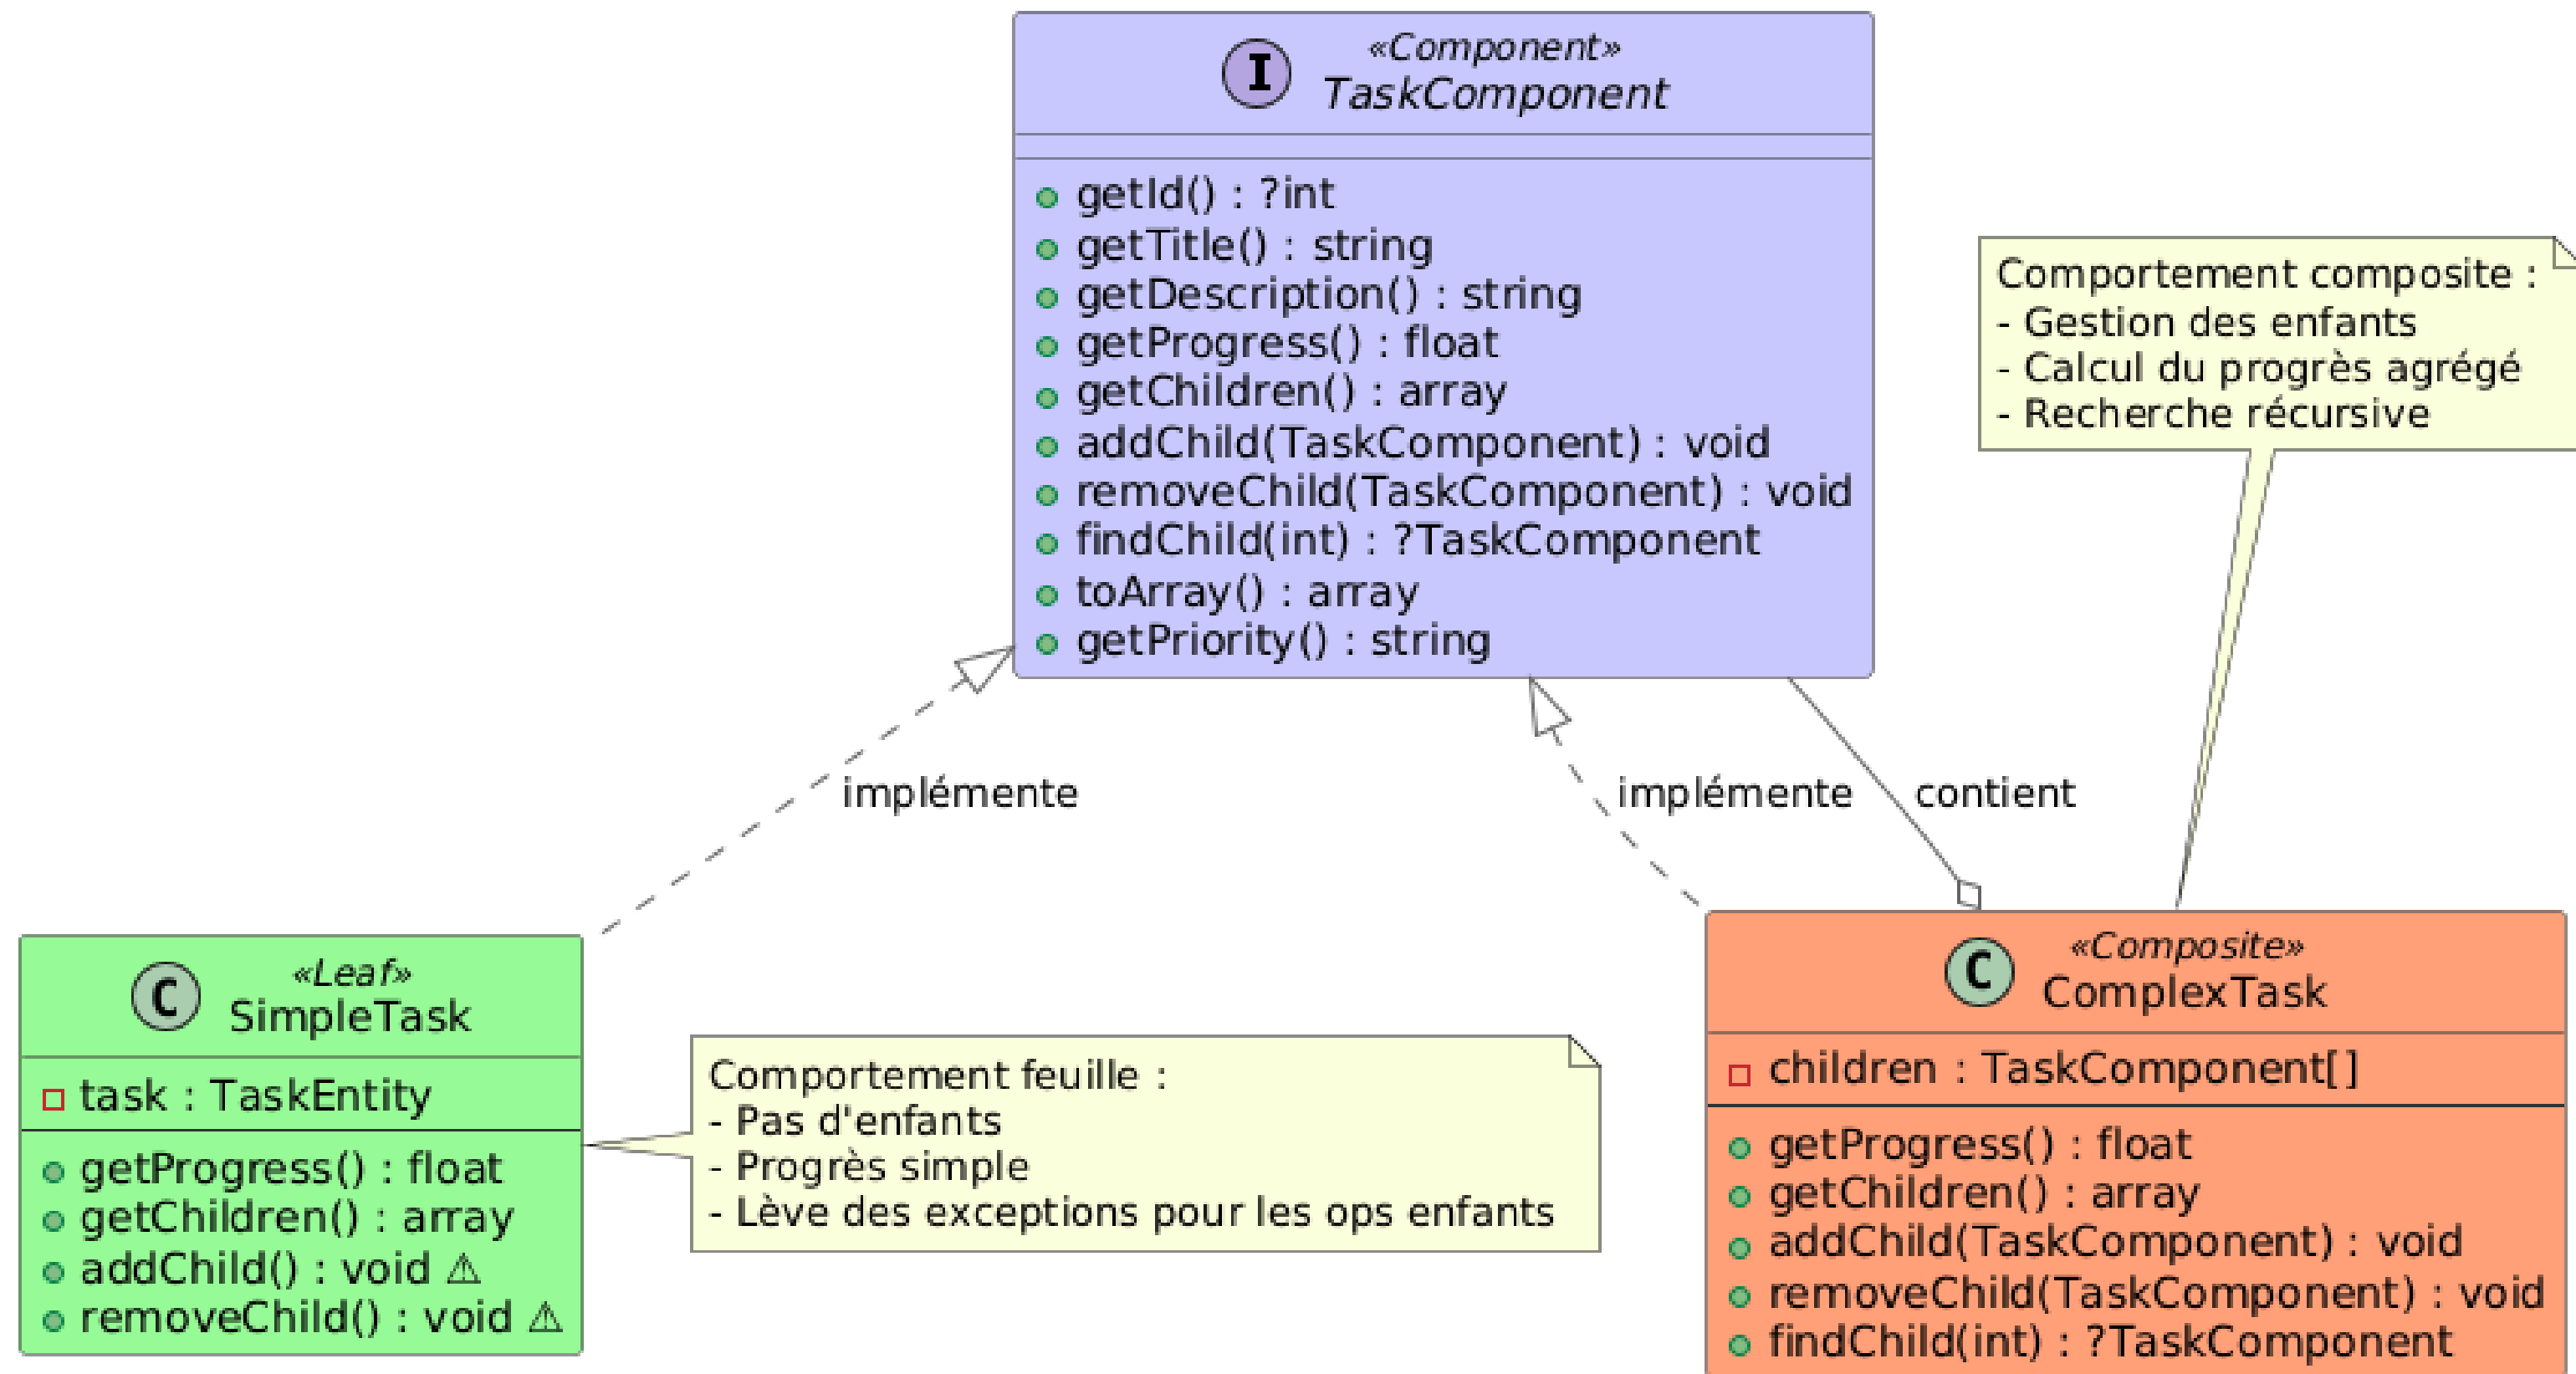 «Component»
I
TaskComponent
getId() : ?int
getTitle() : string
getDescription() : string
getProgress() : float
getChildren() : array
addChild(TaskComponent) : void
removeChild(TaskComponent) : void
findChild(int) : ?TaskComponent
toArray() : array
getPriority() : string
Comportement composite :
- Gestion des enfants
- Calcul du progrès agrégé
- Recherche récursive
implémente
implémente
contient
«Leaf»
C
SimpleTask
task : TaskEntity
getProgress() : float
getChildren() : array
addChild() : void ⚠
removeChild() : void ⚠
Comportement feuille :
- Pas d'enfants
- Progrès simple
- Lève des exceptions pour les ops enfants
«Composite»
C
ComplexTask
children : TaskComponent[]
getProgress() : float
getChildren() : array
addChild(TaskComponent) : void
removeChild(TaskComponent) : void
findChild(int) : ?TaskComponent